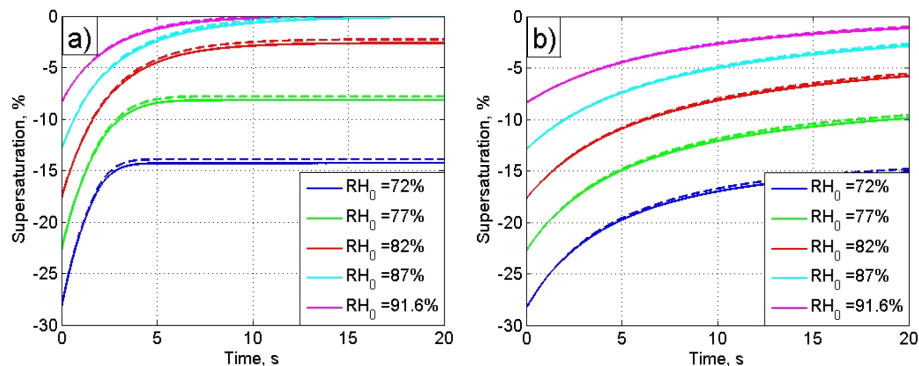 a)
Supersaturation, %
0
-5
-10
-15
-20
-25
-30
0 5 10 15 20
Time, s
RH0 =72%
RH0 =77%
RH0 =82%
RH0 =87%
RH0 =91.6%
b)
Supersaturation, %
0
-5
-10
-15
-20
-25
-30
0 5 10 15 20
Time, s
RH0 =72%
RH0 =77%
RH0 =82%
RH0 =87%
RH0 =91.6%